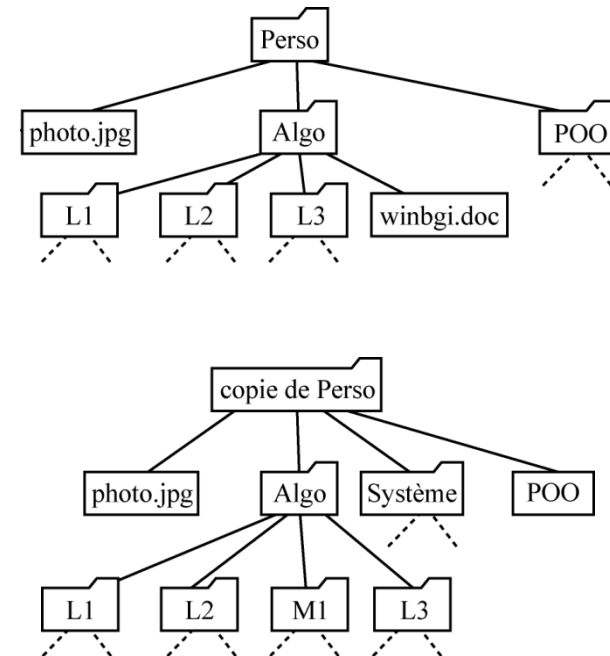 Perso
photo.jpg Algo POO
L1 L2 L3 winbgi.doc
copie de Perso
photo.jpg Algo Système POO
L1 L2 M1 L3